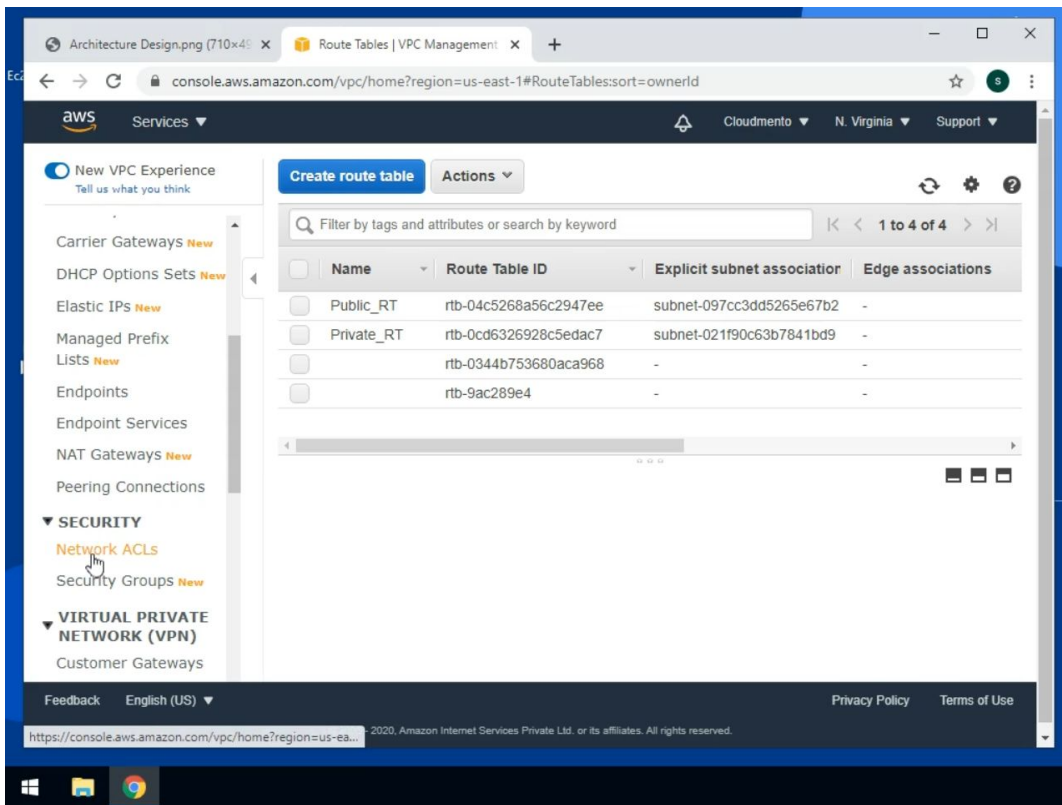 Architecture Design.png (710×49
Route Tables | VPC Management
console.aws.amazon.com/vpc/home?region=us-east-1#RouteTables:sort=ownerId
S
aws
Services
Cloudmento
N. Virginia
Support
New VPC Experience
Tell us what you think
Carrier Gateways New
DHCP Options Sets New
Elastic IPs New
Managed Prefix
Lists New
Endpoints
Endpoint Services
NAT Gateways New
Peering Connections
SECURITY
Network ACLs
Security Groups New
VIRTUAL PRIVATE
NETWORK (VPN)
Customer Gateways
Create route table
Actions
Filter by tags and attributes or search by keyword
1 to 4 of 4
Name Route Table ID Explicit subnet association Edge associations
Public_RT rtb-04c5268a56c2947ee subnet-097cc3dd5265e67b2 -
Private_RT rtb-0cd6326928c5edac7 subnet-021f90c63b7841bd9 -
rtb-0344b753680aca968 - -
rtb-9ac289e4 - -
Feedback
English (US)
Privacy Policy
Terms of Use
https://console.aws.amazon.com/vpc/home?region=us-ea...
2020, Amazon Internet Services Private Ltd. or its affiliates. All rights reserved.